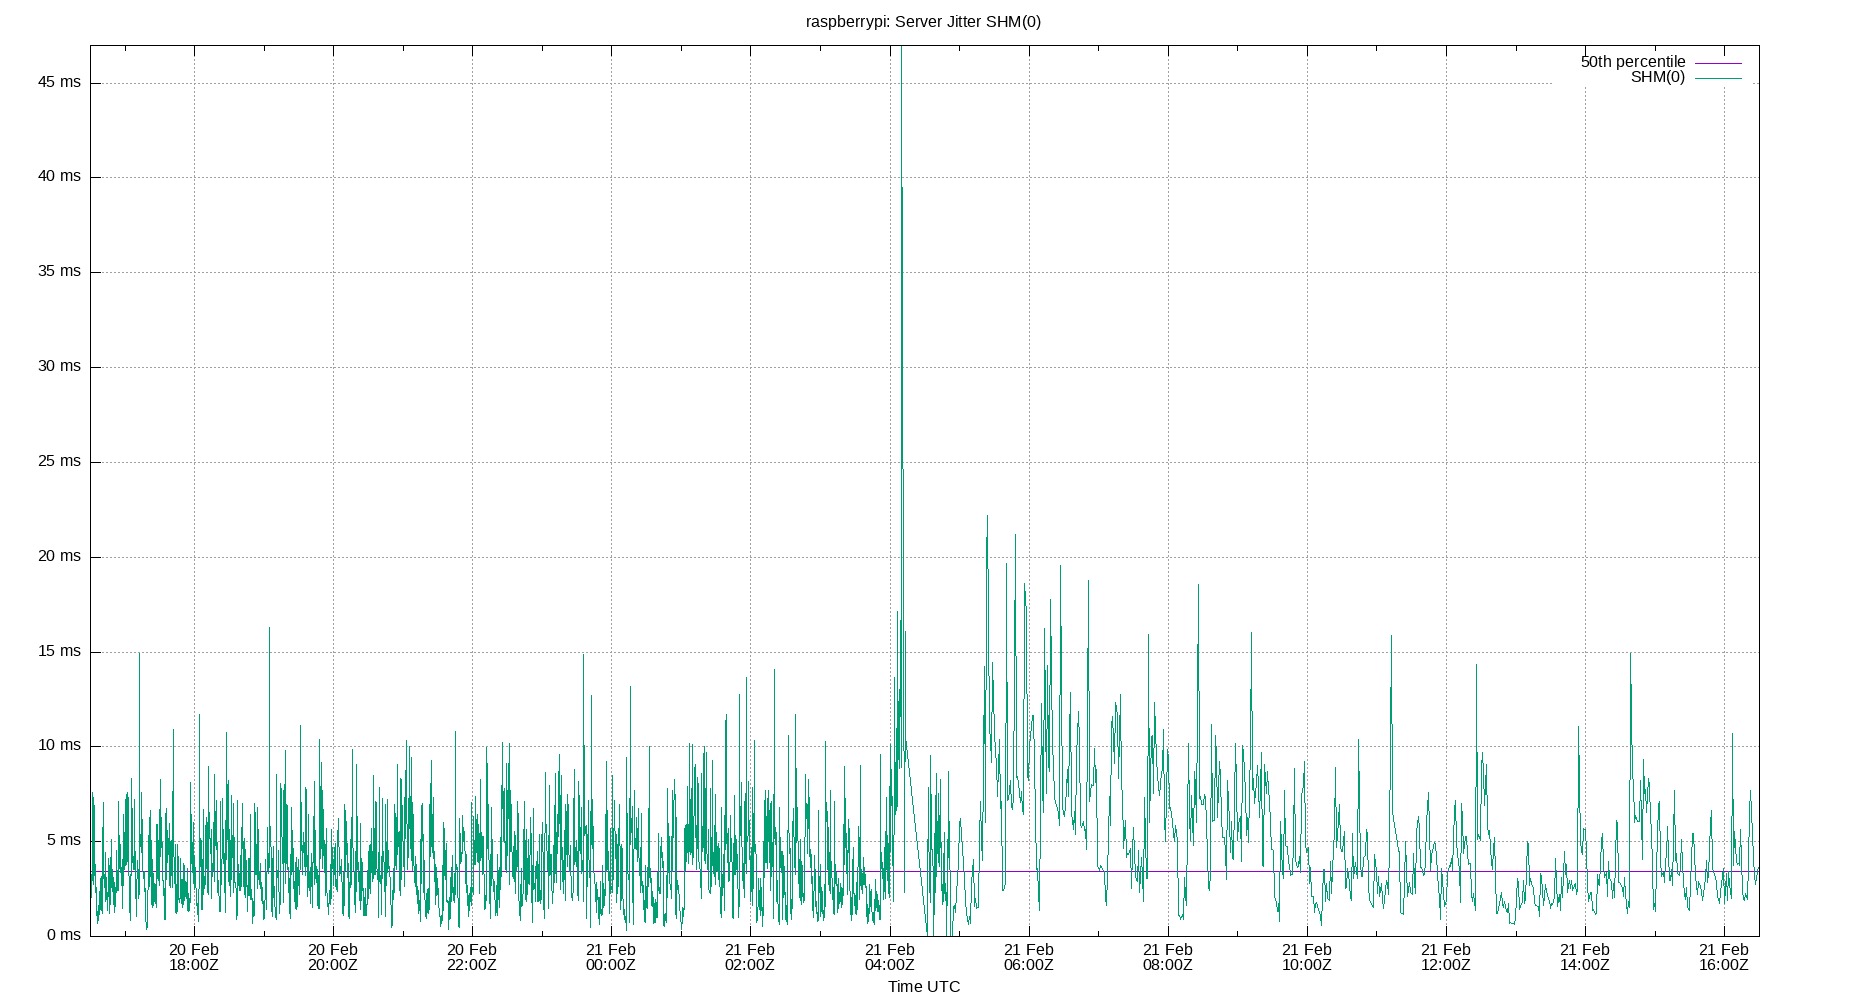 raspberrypi: Server Jitter SHM(0)
50th percentile
SHM(0)
45 ms
40 ms
35 ms
30 ms
25 ms
20 ms
15 ms
10 ms
5 ms
0 ms
20 Feb 20 Feb 20 Feb 21 Feb 21 Feb 21 Feb 21 Feb 21 Feb 21 Feb 21 Feb 21 Feb 21 Feb
18:00Z 20:00Z 22:00Z 00:00Z 02:00Z 04:00Z 06:00Z 08:00Z 10:00Z 12:00Z 14:00Z 16:00Z
Time UTC